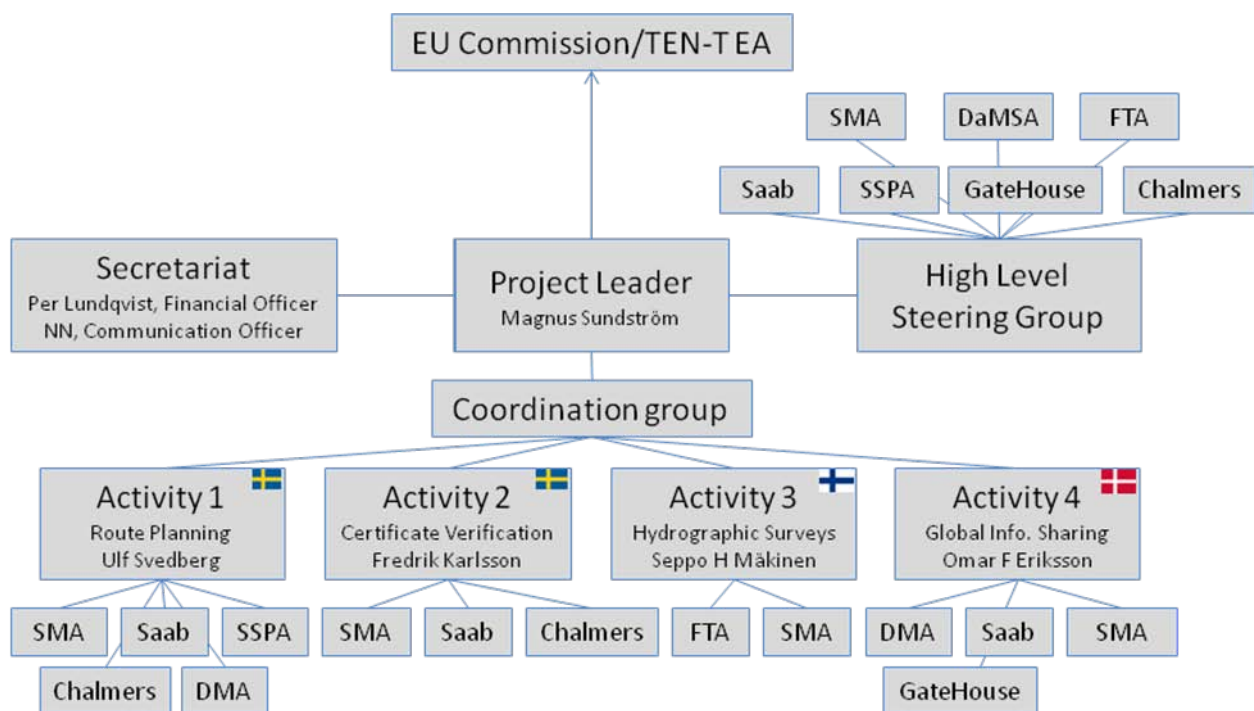 EU Commission/TEN-T EA
SMA
DaMSA
FTA
Saab
SSPA
GateHouse
Chalmers
Secretariat
Per Lundqvist, Financial Officer
NN, Communication Officer
Project Leader
Magnus Sundström
High Level
Steering Group
Coordination group
Activity 1
Route Planning
Ulf Svedberg
Activity 2
Certificate Verification
Fredrik Karlsson
Activity 3
Hydrographic Surveys
Seppo H Mäkinen
Activity 4
Global Info. Sharing
Omar F Eriksson
SMA
Saab
SSPA
Chalmers
DMA
SMA
Saab
Chalmers
FTA
SMA
DMA
Saab
SMA
GateHouse